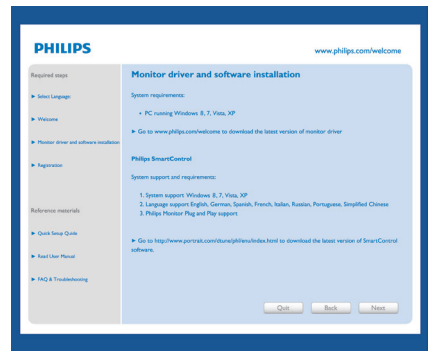 PHILIPS
www.philips.com/welcome
Required steps
► Select Language:
► Welcome
► Monitor driver and software installation
► Registration
Reference materials:
► Quick Setup Quide
► Read User Manual
► FAQ & Troubleshooting
Monitor driver and software installation
System requirements:
• PC running Windows 8, 7, Vista, XP
► Go to www.philips.com/welcome to download the latest version of monitor driver
Philips SmartControl
System support and requirements:
1. System support Windows 8, 7, Vista, XP
2. Language support English, German, Spanish, French, Italian, Russian, Portuguese, Simplified Chinese
3. Philips Monitor Plug and Play support
► Go to http://www.portrait.com/dtune/phl/enu/index.html to download the latest version of SmartControl
software.
Quit
Back
Next